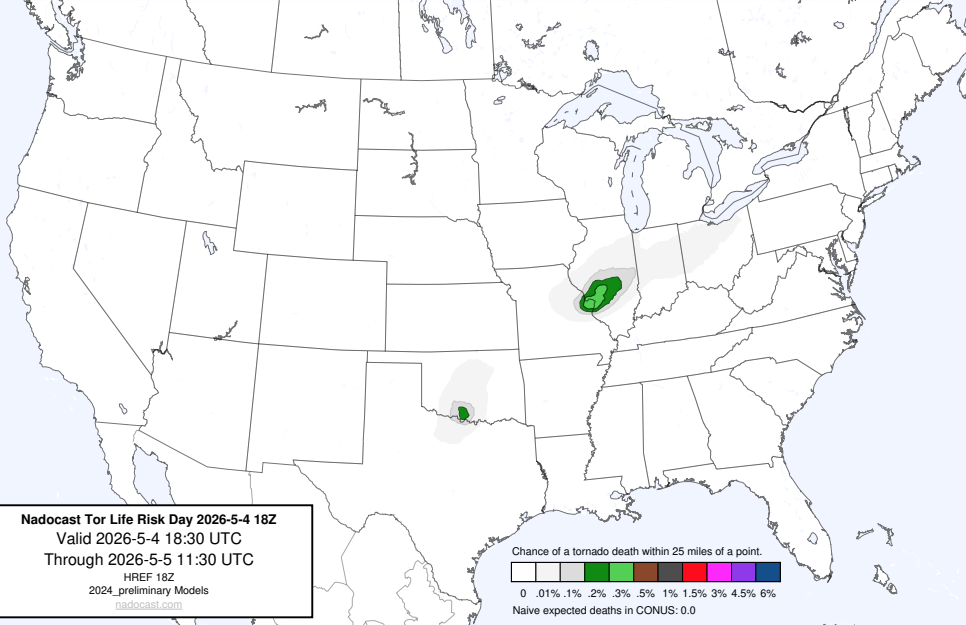 Nadocast Tor Life Risk Day 2026-5-4 18Z
Valid 2026-5-4 18:30 UTC
Through 2026-5-5 11:30 UTC
HREF 18Z
2024_preliminary Models
nadocast.com
Chance of a tornado death within 25 miles of a point.
0 .01% .1% .2% .3% .5% 1% 1.5% 3% 4.5% 6%
Naive expected deaths in CONUS: 0.0